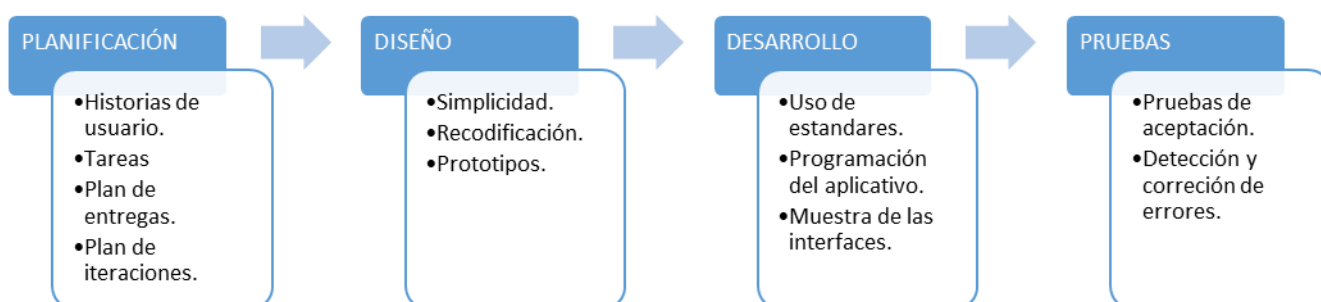 PLANIFICACIÓN
•Historias de
usuario.
•Tareas
•Plan de
entregas.
•Plan de
iteraciones.
DISEÑO
•Simplicidad.
•Recodificación.
•Prototipos.
DESARROLLO
•Uso de
estandares.
•Programación
del aplicativo.
•Muestra de las
interfaces.
PRUEBAS
•Pruebas de
aceptación.
•Detección y
correción de
errores.